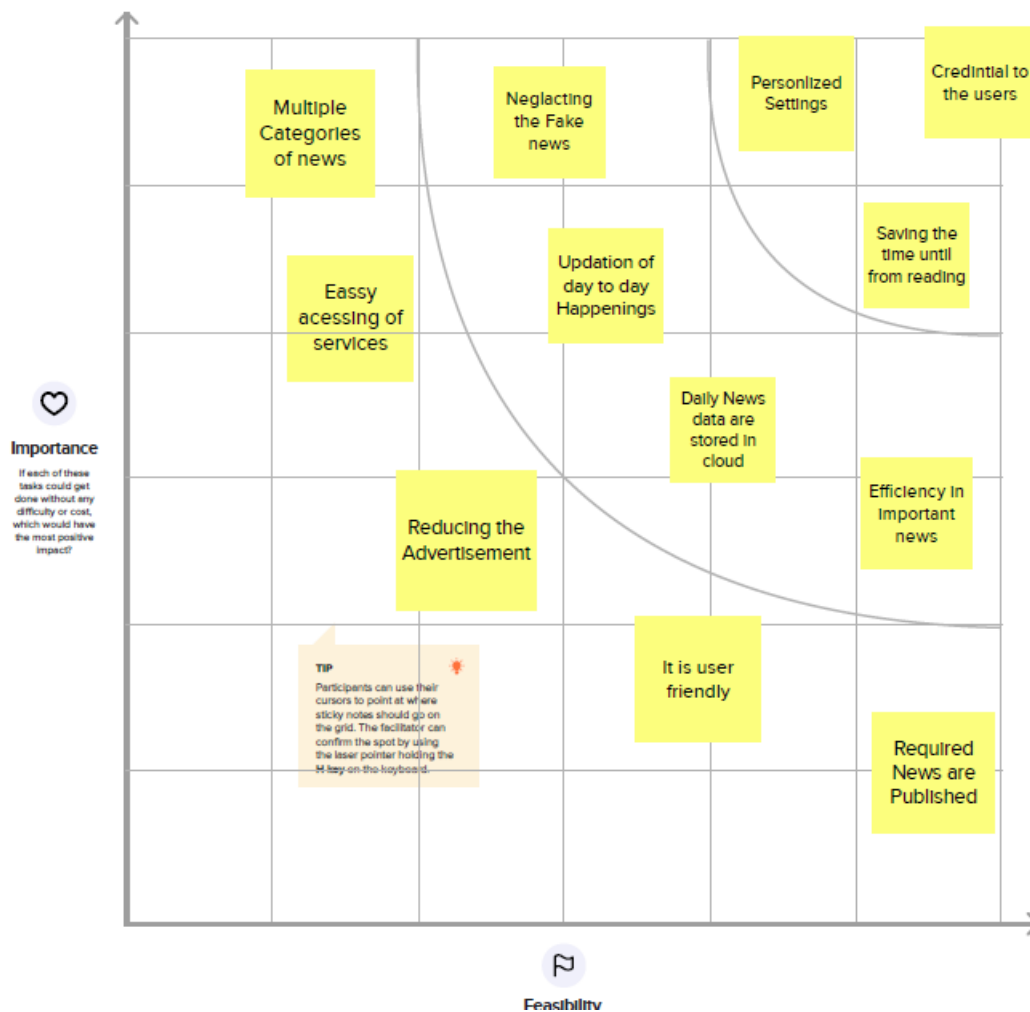 Multiple
Categories
of news
Neglacting
the Fake
news
Personlized
Settings
Credintial to
the users
Eassy
acessing of
services
Updation of
day to day
Happenings
Saving the
time until
from reading
Importance
If each of these
tasks could get
done without any
difficulty or cost,
which would have
the most positive
impact?
Daily News
data are
stored in
cloud
Reducing the
Advertisement
Efficiency in
important
news
TIP
Participants can use their
cursors to point at where
sticky notes should go on
the grid. The facilitator can
confirm the spot by using
the laser pointer holding the
H key on the keyboard.
It is user
friendly
Required
News are
Published
Feasibility